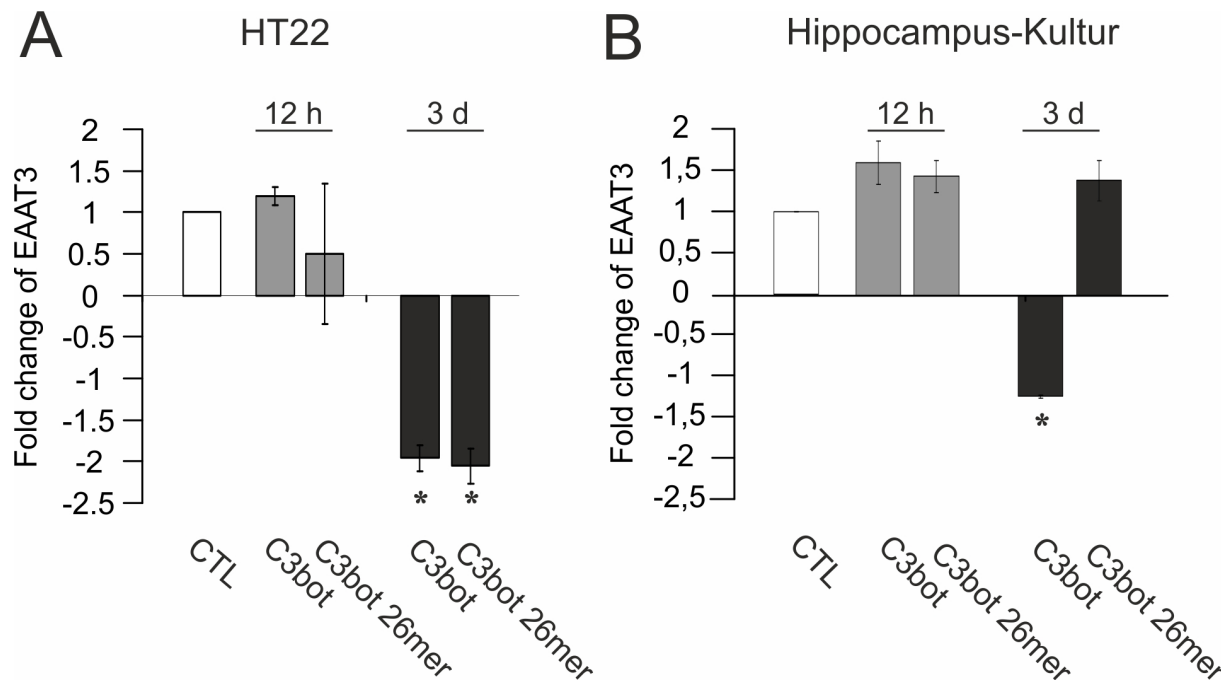 A
HT22
12 h
3 d
Fold change of EAAT3
2
1.5
1
0.5
0
-0.5
-1
-1.5
-2
-2.5
*
*
CTL
C3bot
C3bot 26mer
C3bot
C3bot 26mer
B
Hippocampus-Kultur
12 h
3 d
Fold change of EAAT3
2
1,5
1
0,5
0
-0,5
-1
-1,5
-2
-2,5
*
CTL
C3bot
C3bot 26mer
C3bot
C3bot 26mer